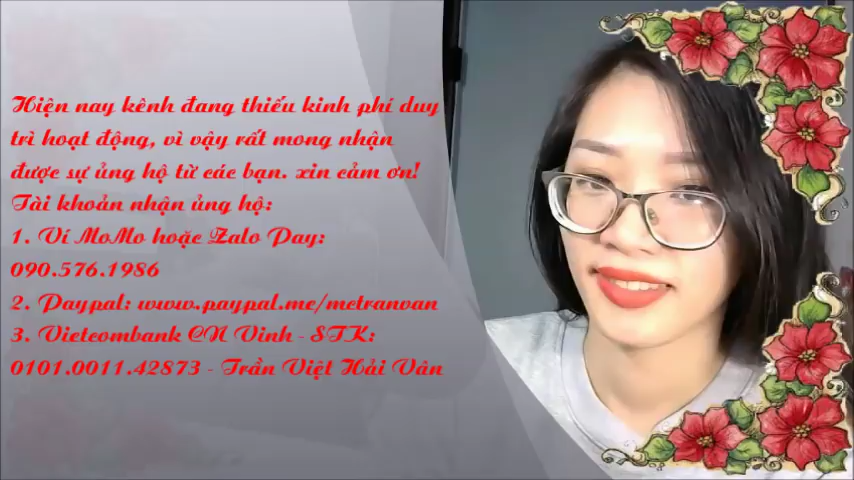 Hiện nay kênh đang thiếu kinh phí duy
trì hoạt động, vì vậy rất mong nhận
được sự ủng hộ từ các bạn. xin cảm ơn!
Tài khoản nhận ủng hộ:
1. Ví MoMo hoặc Zalo Pay:
090.576.1986
2. Paypal: www.paypal.me/metranvan
3. Vietcombank CN Vinh - STK:
0101.0011.42873 - Trần Việt Hải Vân